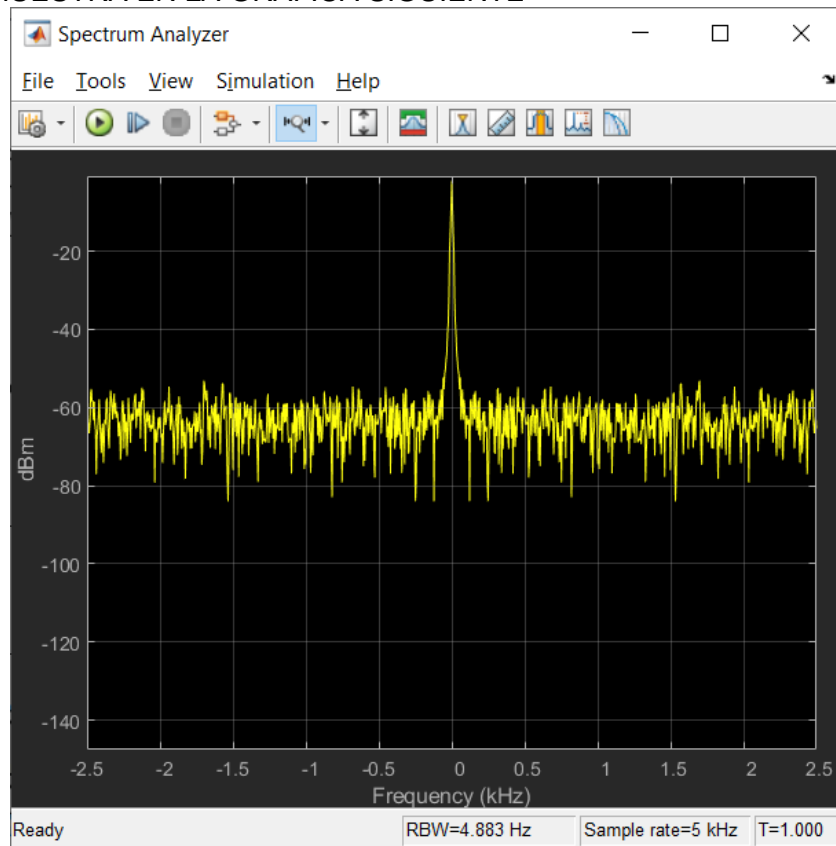 Spectrum Analyzer
File Tools View Simulation Help
-20
-40
-60
-80
-100
-120
-140
dBm
-2.5 -2 -1.5 -1 -0.5 0 0.5 1 1.5 2 2.5
Frequency (kHz)
Ready RBW=4.883 Hz Sample rate=5 kHz T=1.000